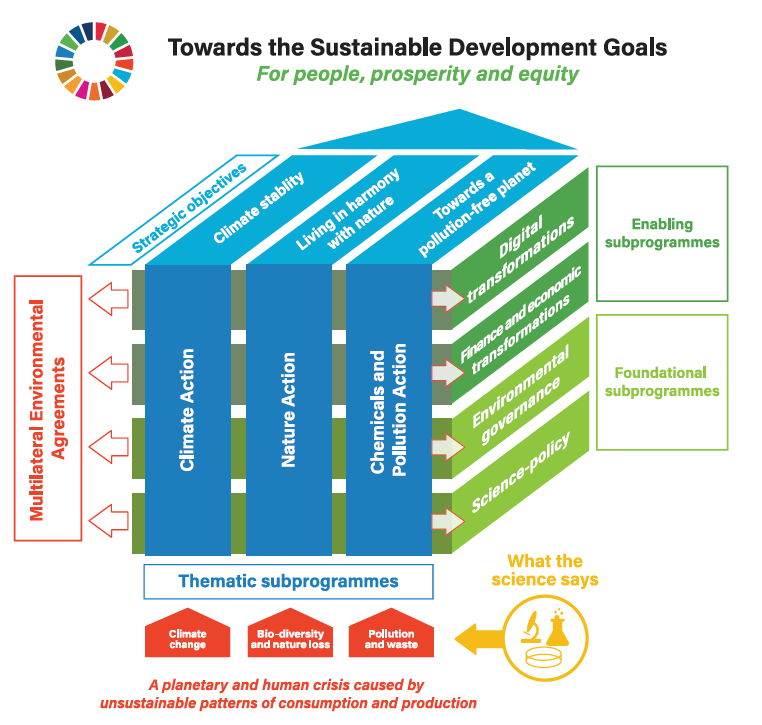 Towards the Sustainable Development Goals
For people, prosperity and equity
Strategic objectives
Climate stablity
Living in harmony
with nature
Towards a
pollution-free planet
Digital
transformations
Finance and economic
transformations
Environmental
governance
Science-policy
Enabling
subprogrammes
Foundational
subprogrammes
Multilateral Environmental
Agreements
Climate Action
Nature Action
Chemicals and
Pollution Action
Thematic subprogrammes
What the
science says
Climate
change
Bio-diversity
and nature loss
Pollution
and waste
A planetary and human crisis caused by
unsustainable patterns of consumption and production